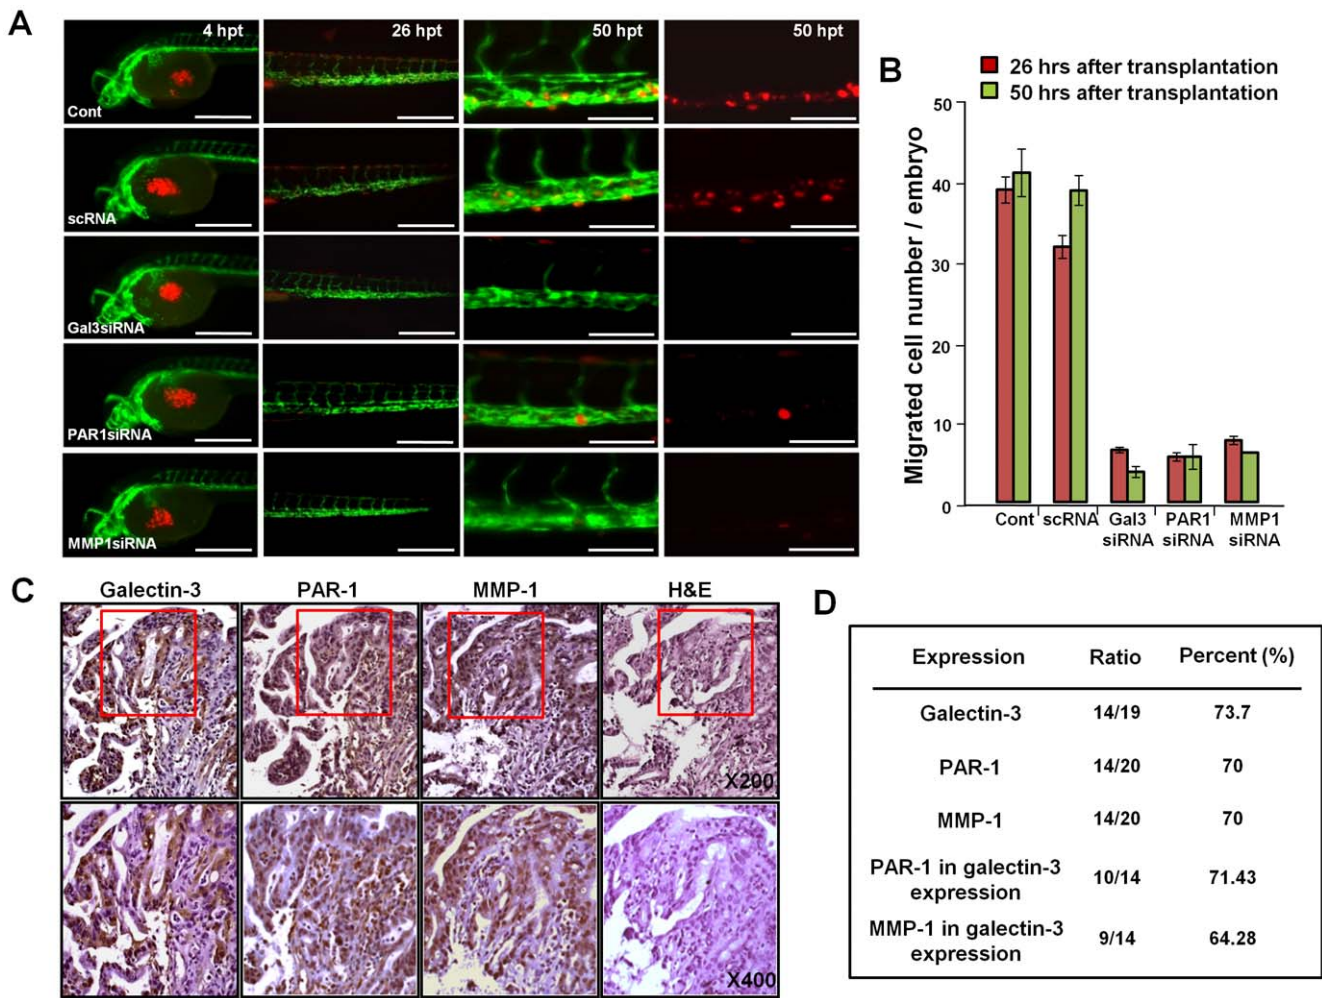 A
4 hpt
26 hpt
50 hpt
50 hpt
Cont
scRNA
Gal3siRNA
PAR1siRNA
MMP1siRNA
B
26 hrs after transplantation
50 hrs after transplantation
Migrated cell number / embryo
50
40
30
20
10
0
Cont
scRNA
Gal3
siRNA
PAR1
siRNA
MMP1
siRNA
C
Galectin-3
PAR-1
MMP-1
H&E
X200
X400
D
Expression Ratio Percent (%)
Galectin-3 14/19 73.7
PAR-1 14/20 70
MMP-1 14/20 70
PAR-1 in galectin-3
expression 10/14 71.43
MMP-1 in galectin-3
expression 9/14 64.28